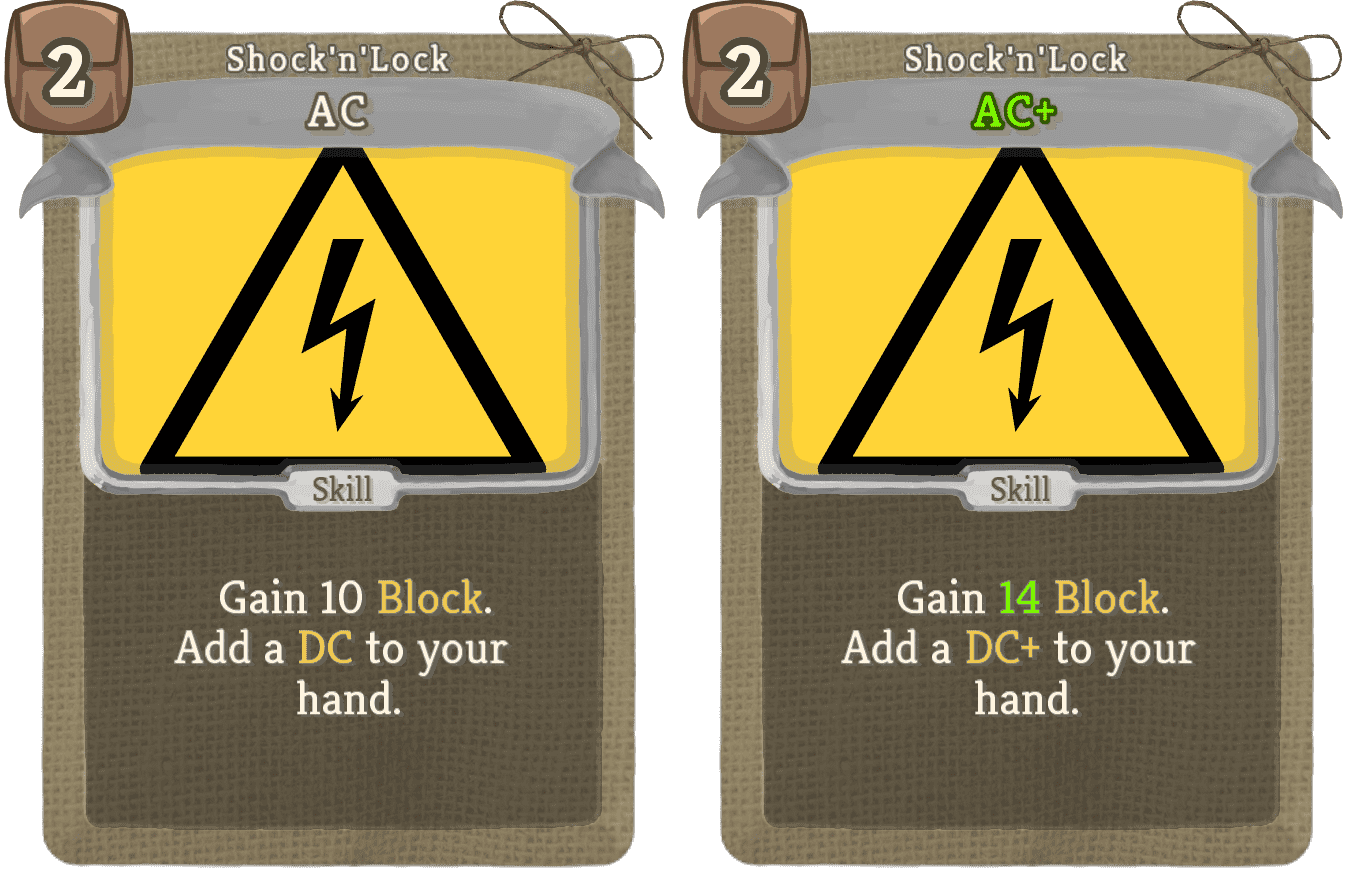 2
Shock'n'Lock
AC
Skill
Gain 10 Block.
Add a DC to your
hand.
2
Shock'n'Lock
AC+
Skill
Gain 14 Block.
Add a DC+ to your
hand.